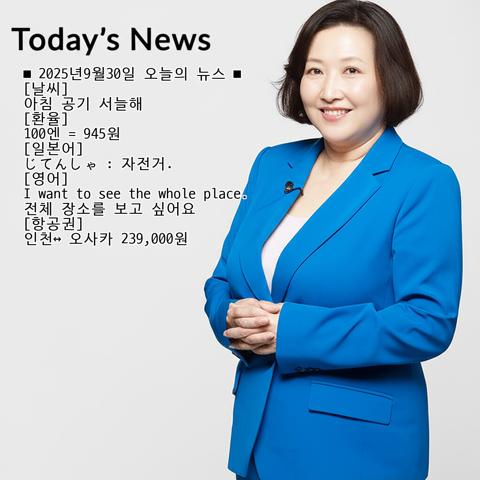 Today's News
■ 2025년9월30일 오늘의 뉴스 ■
[날씨]
아침 공기 서늘해
[환율]
100엔 = 945원
[일본어]
じてんしゃ : 자전거.
[영어]
I want to see the whole place.
전체 장소를 보고 싶어요
[항공권]
인천↔ 오사카 239,000원